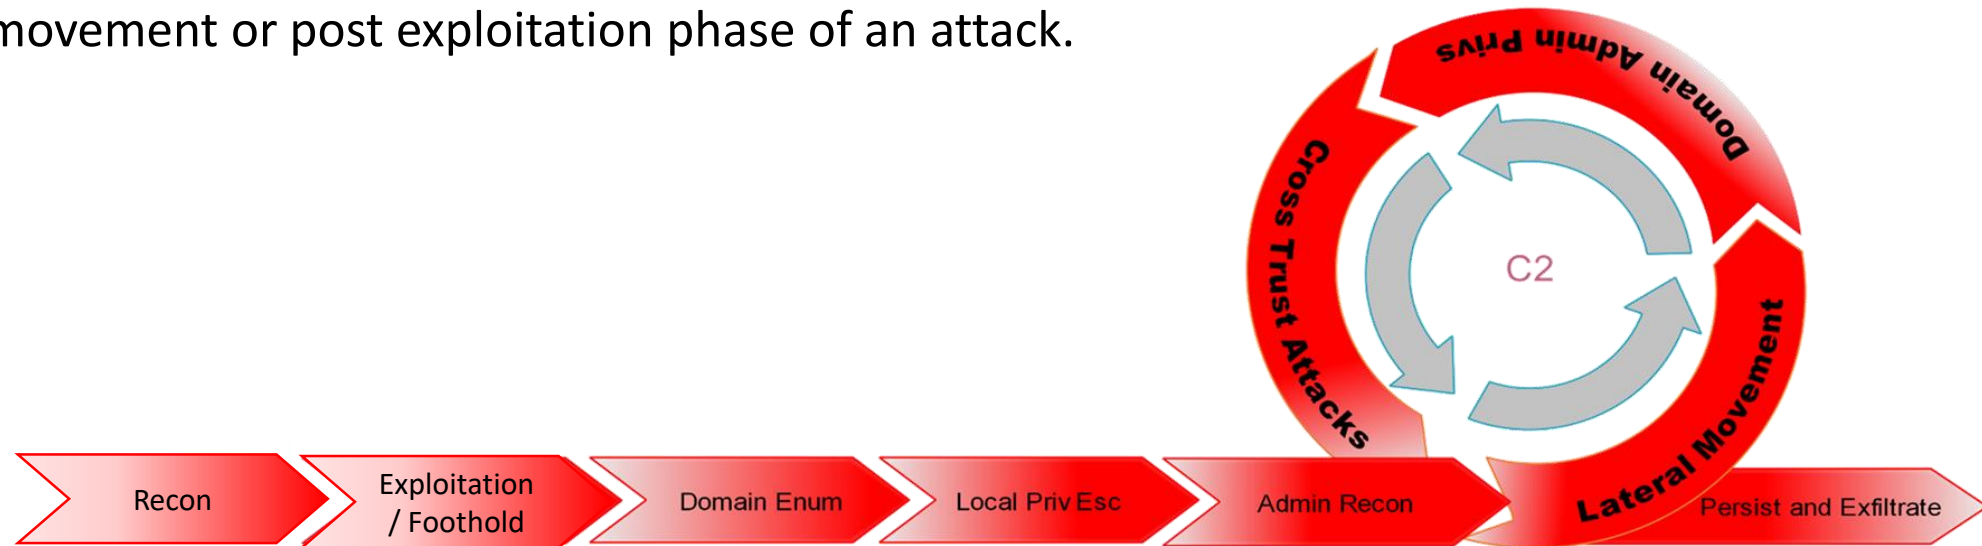 movement or post exploitation phase of an attack.
Domain Admin Privs
Cross Trust Attacks
C2
Lateral Movement
Recon
Exploitation
/ Foothold
Domain Enum
Local Priv Esc
Admin Recon
Persist and Exfiltrate